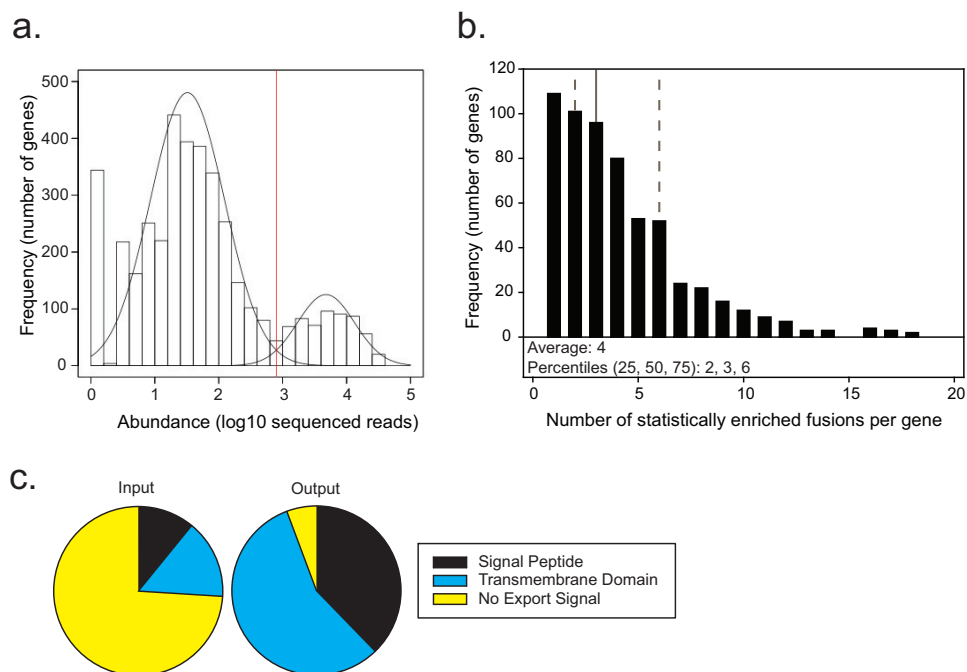 a.
500
400
300
200
100
0
Frequency (number of genes)
0 1 2 3 4 5
Abundance (log10 sequenced reads)
b.
120
100
80
60
40
20
0
Frequency (number of genes)
Average: 4
Percentiles (25, 50, 75): 2, 3, 6
0 5 10 15 20
Number of statistically enriched fusions per gene
c.
Input
Output
Signal Peptide
Transmembrane Domain
No Export Signal